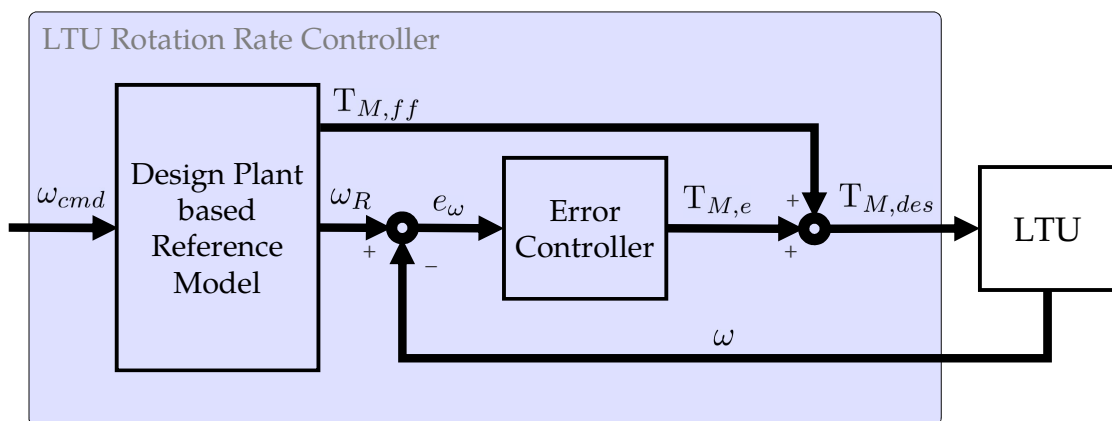 LTU Rotation Rate Controller
T_{M,ff}
Design Plant
based
Reference
Model
ω_{cmd}
ω_R
+
−
e_ω
Error
Controller
T_{M,e}
+
+
T_{M,des}
LTU
ω